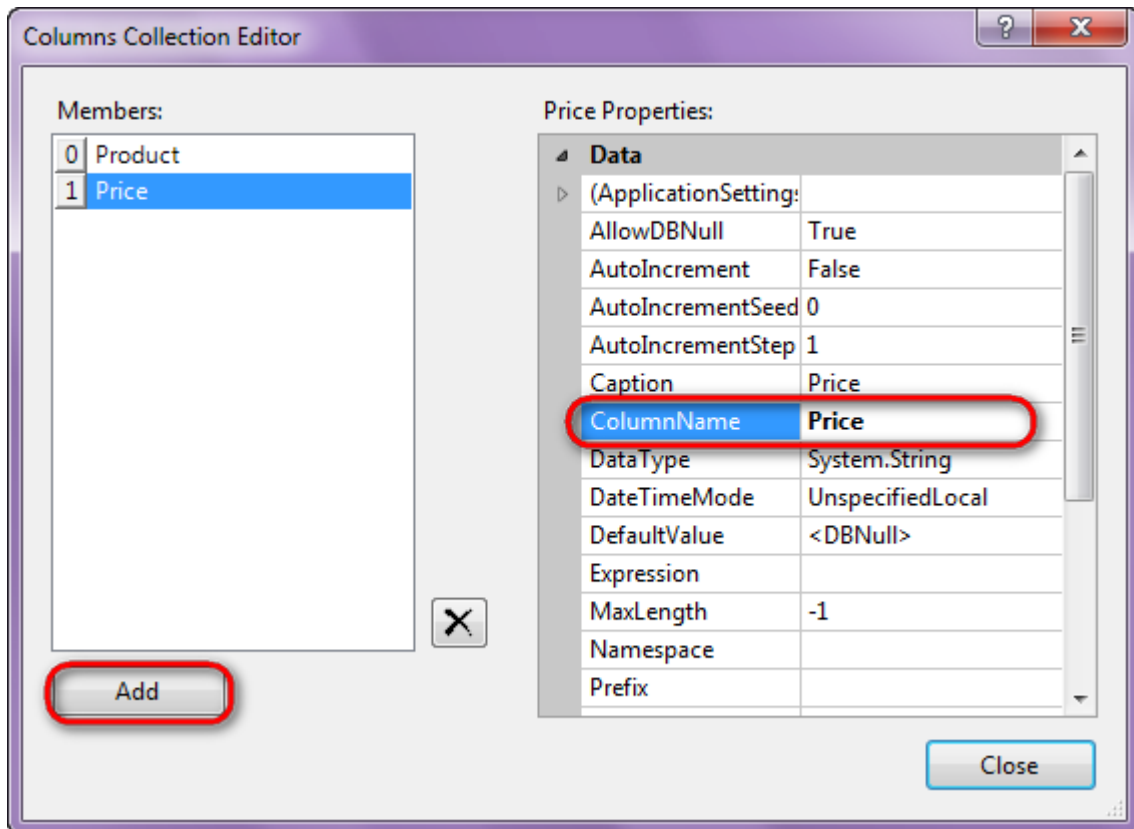 Columns Collection Editor
?
Members:
0 Product
1 Price
Add
Price Properties:
Data
(ApplicationSettings
AllowDBNull True
AutoIncrement False
AutoIncrementSeed 0
AutoIncrementStep 1
Caption Price
ColumnName Price
DataType System.String
DateTimeMode UnspecifiedLocal
DefaultValue <DBNull>
Expression
MaxLength -1
Namespace
Prefix
Close